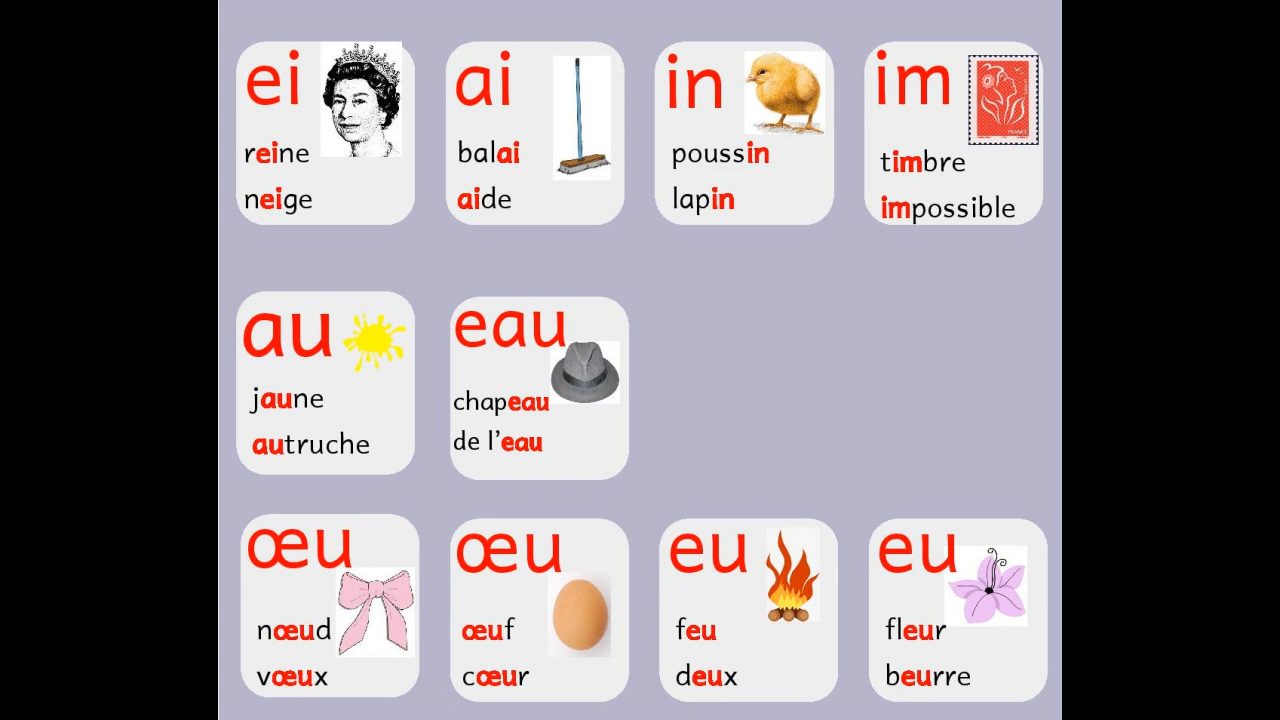 ei
reine
neige
ai
balai
aide
in
poussin
lapin
im
FRANCE
timbre
impossible
au
jaune
autruche
eau
chapeau
de l'eau
œu
nœud
vœux
œu
œuf
cœur
eu
feu
deux
eu
fleur
beurre